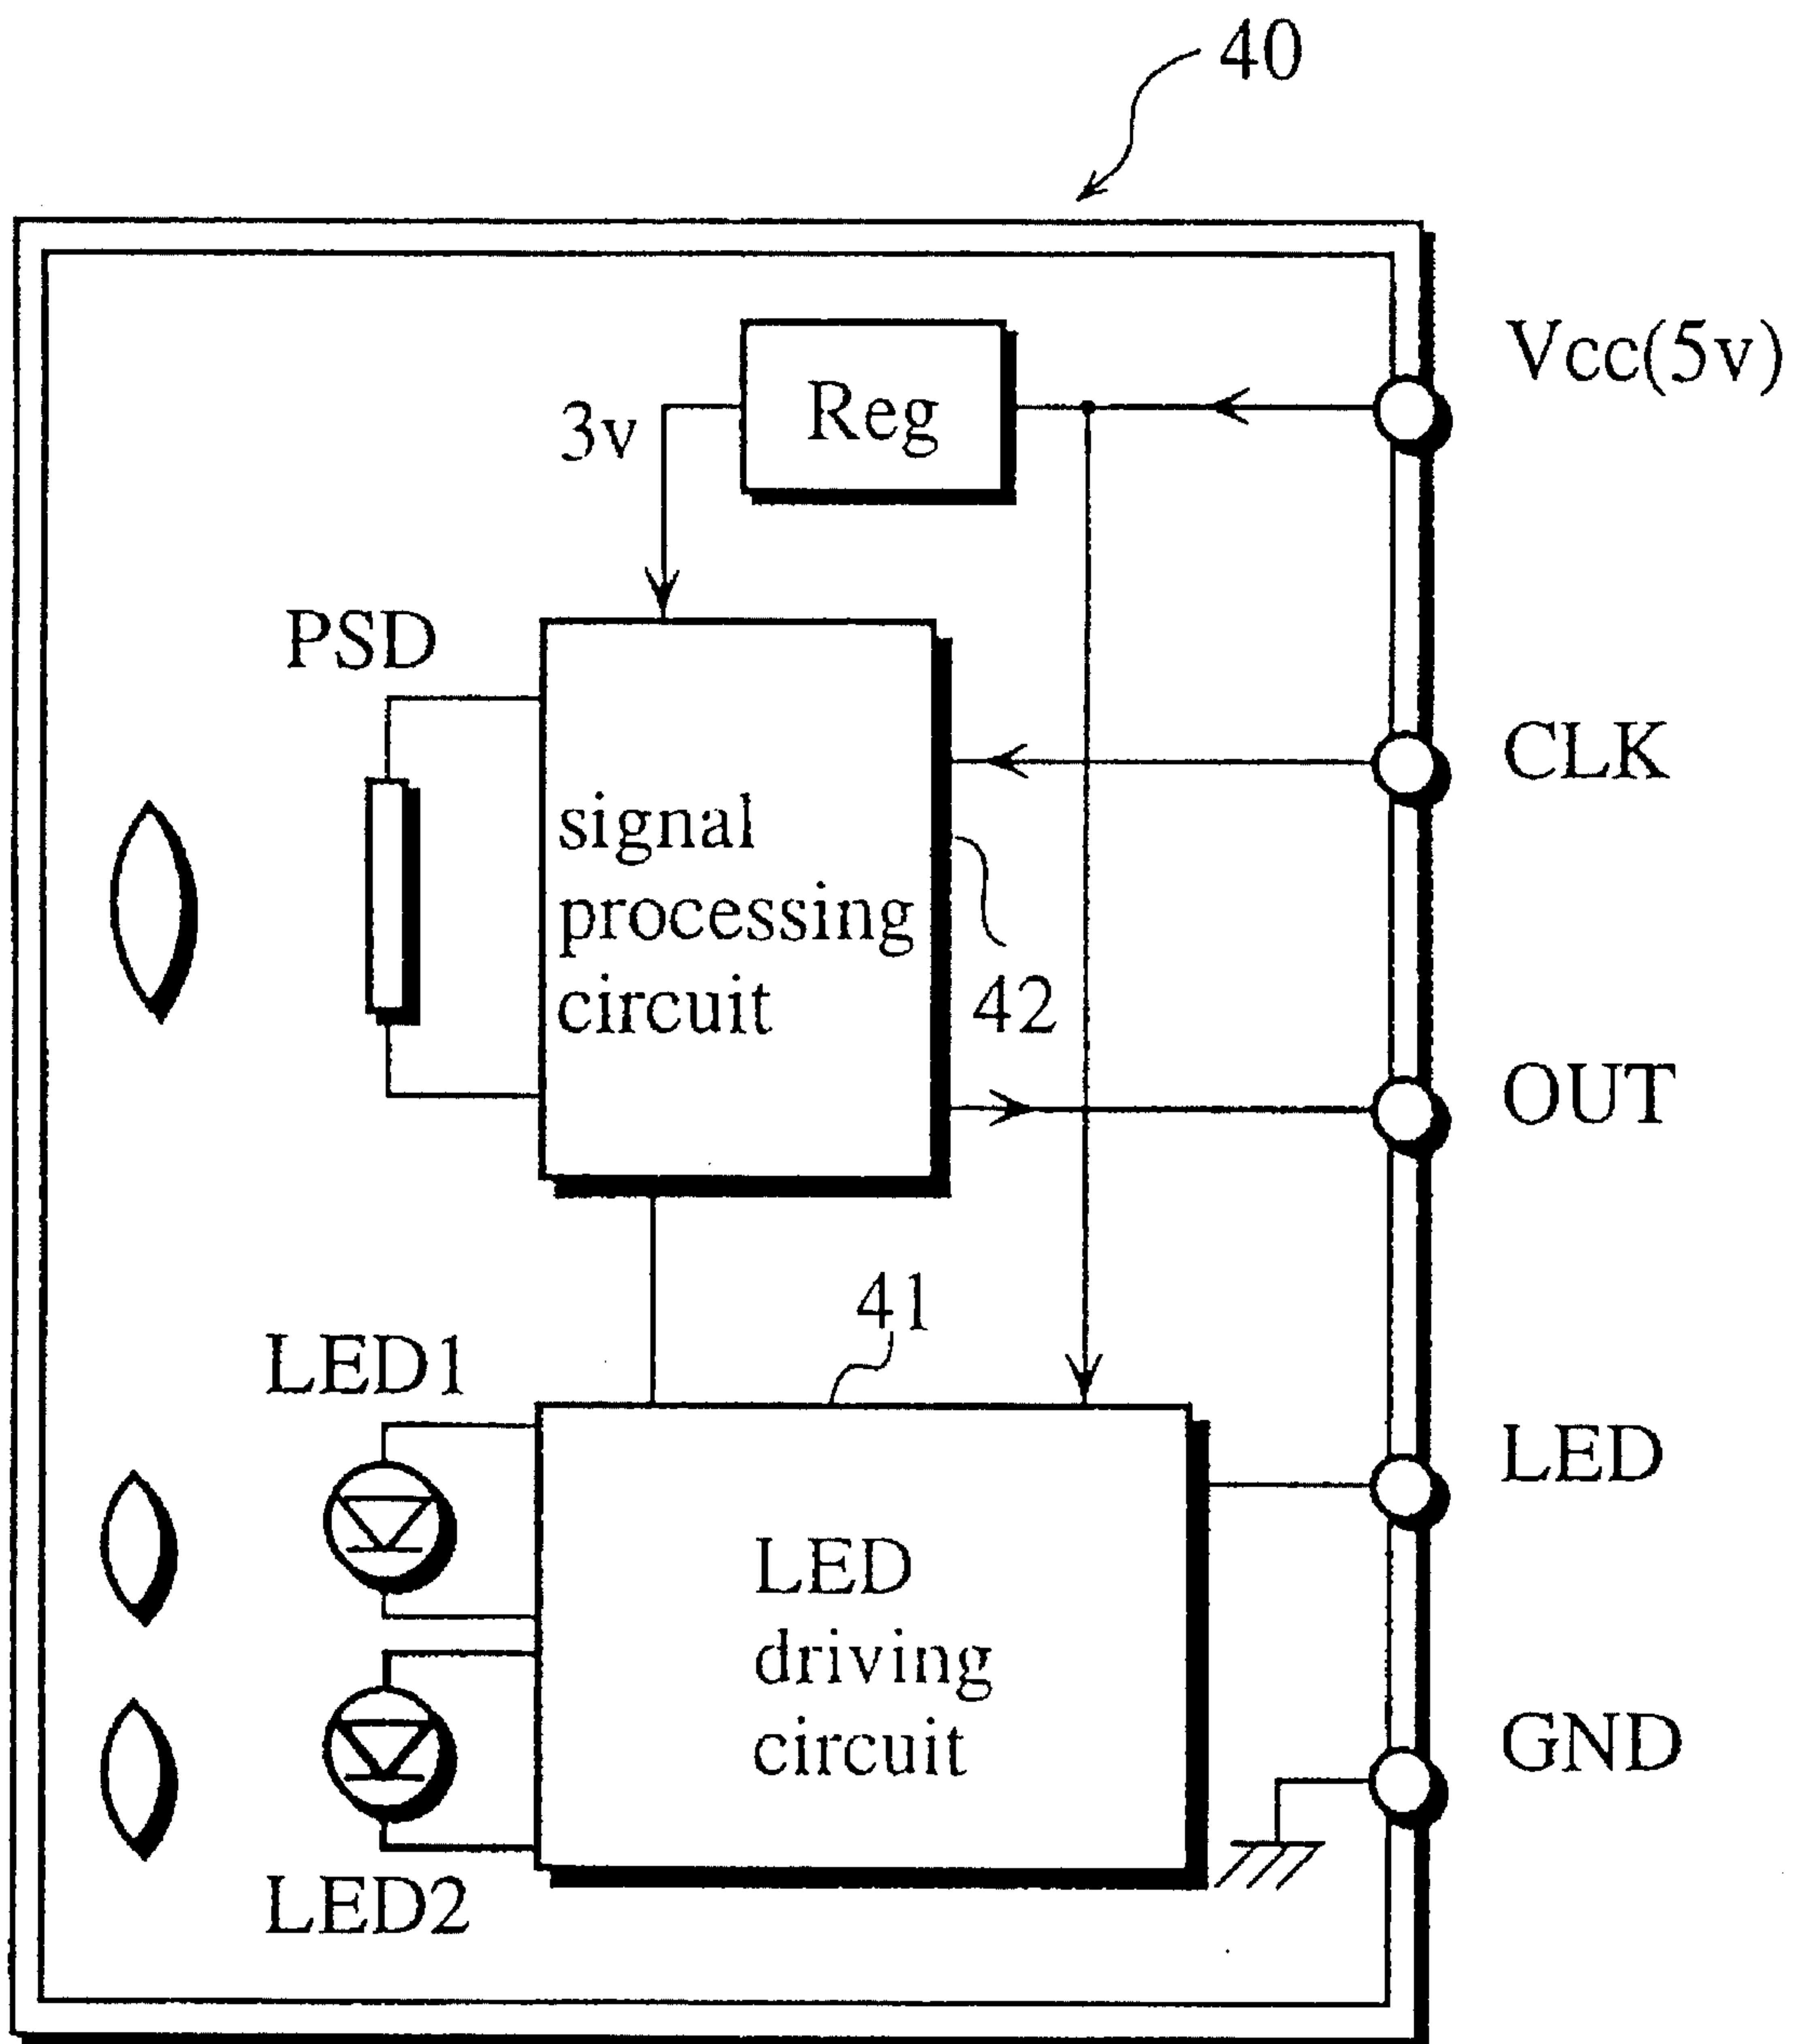 40
Vcc(5v)
Reg
3v
PSD
CLK
signal
processing
circuit
42
OUT
41
LED1
LED
LED
driving
circuit
GND
LED2